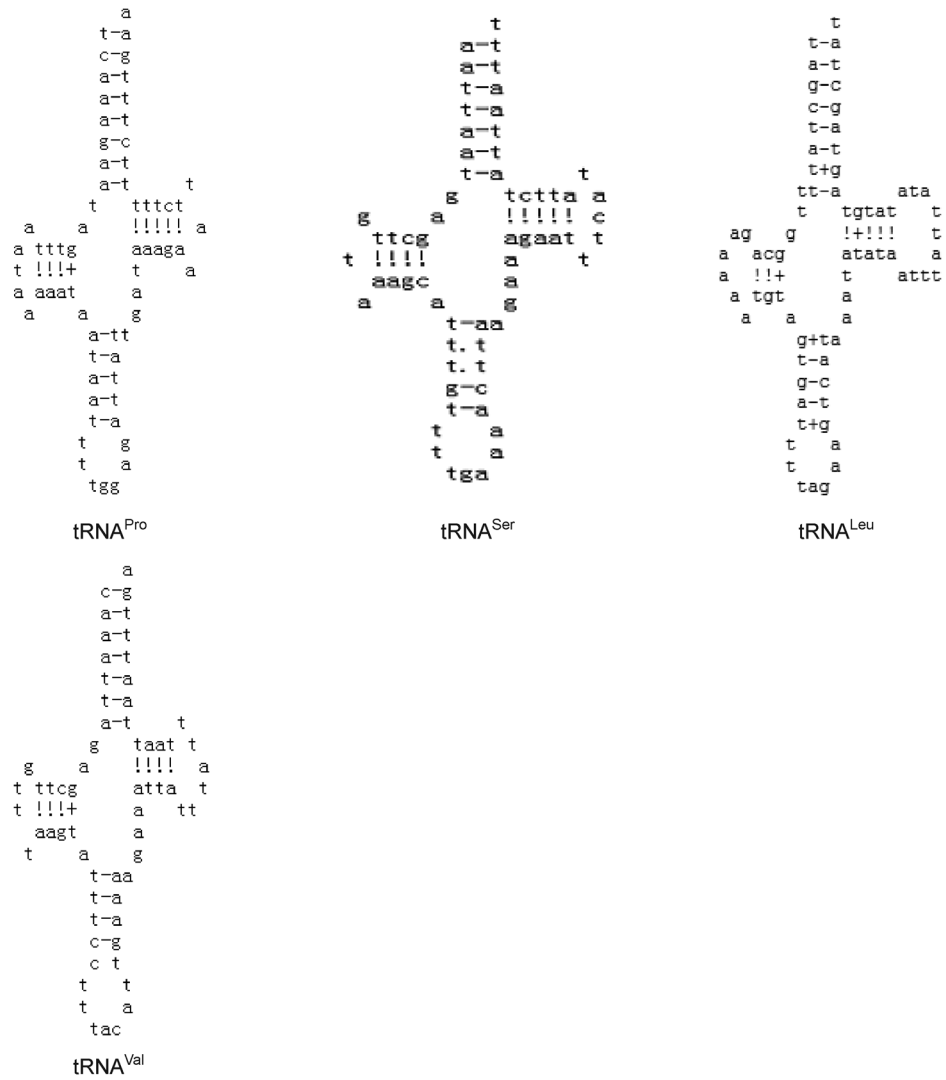 a
t-a
c-g
a-t
a-t
a-t
g-c
a-t
a-t t
t tttct
a a !!!!! a
a tttg aaaga
t !!!+ t a
a aaat a
a a g
a-tt
t-a
a-t
a-t
t-a
t g
t a
tgg
tRNAPro
t
a-t
a-t
t-a
t-a
a-t
a-t
t-a t
g tctta a
g a !!!!! c
ttcg agaat t
t !!!! a t
aagc a
a a g
t-aa
t. t
t. t
g-c
t-a
t a
t a
tga
tRNASer
t
t-a
a-t
g-c
c-g
t-a
a-t
t+g
tt-a ata
t tgtat t
ag g !+!!! t
a acg atata a
a !!+ t attt
a tgt a
a a a
g+ta
t-a
g-c
a-t
t+g
t a
t a
tag
tRNALeu
a
c-g
a-t
a-t
a-t
t-a
t-a
a-t t
g taat t
g a !!!! a
t ttcg atta t
t !!!+ a tt
aagt a
t a g
t-aa
t-a
t-a
c-g
c t
t t
t a
tac
tRNAVal